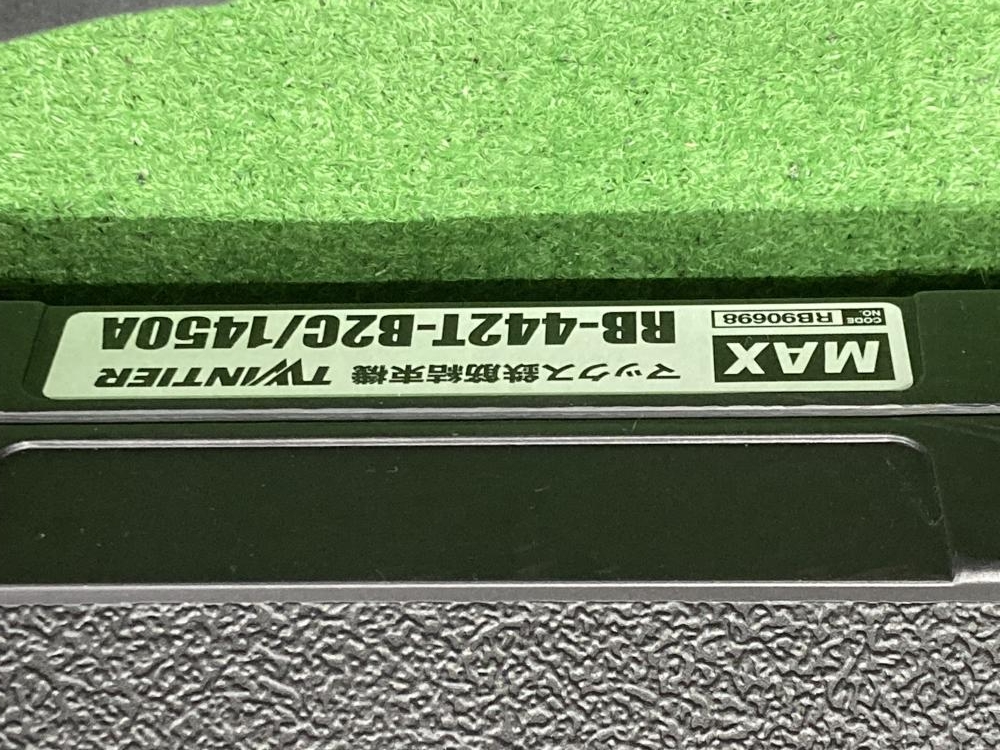 MAX
マックス鉄筋結束機 TWINTIER
CODE NO. RB90698
RB-442T-B2C/1450A